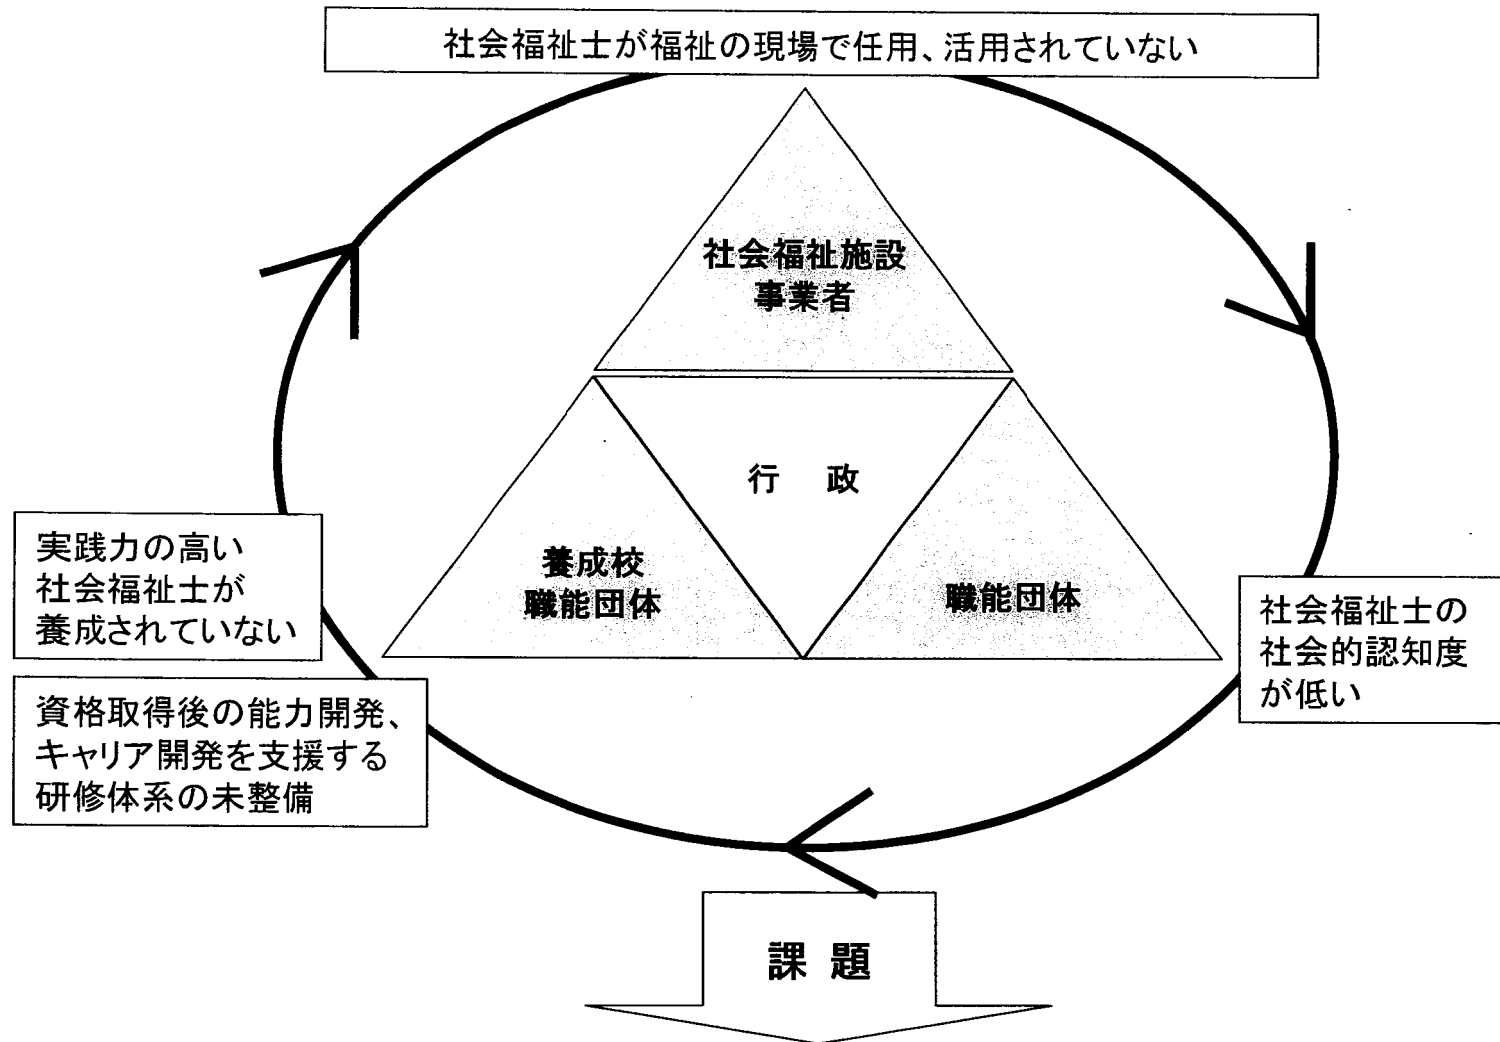 社会福祉士が福祉の現場で任用、活用されていない
社会福祉施設
事業者
行 政
養成校
職能団体
職能団体
実践力の高い
社会福祉士が
養成されていない
資格取得後の能力開発、
キャリア開発を支援する
研修体系の未整備
社会福祉士の
社会的認知度
が低い
課 題